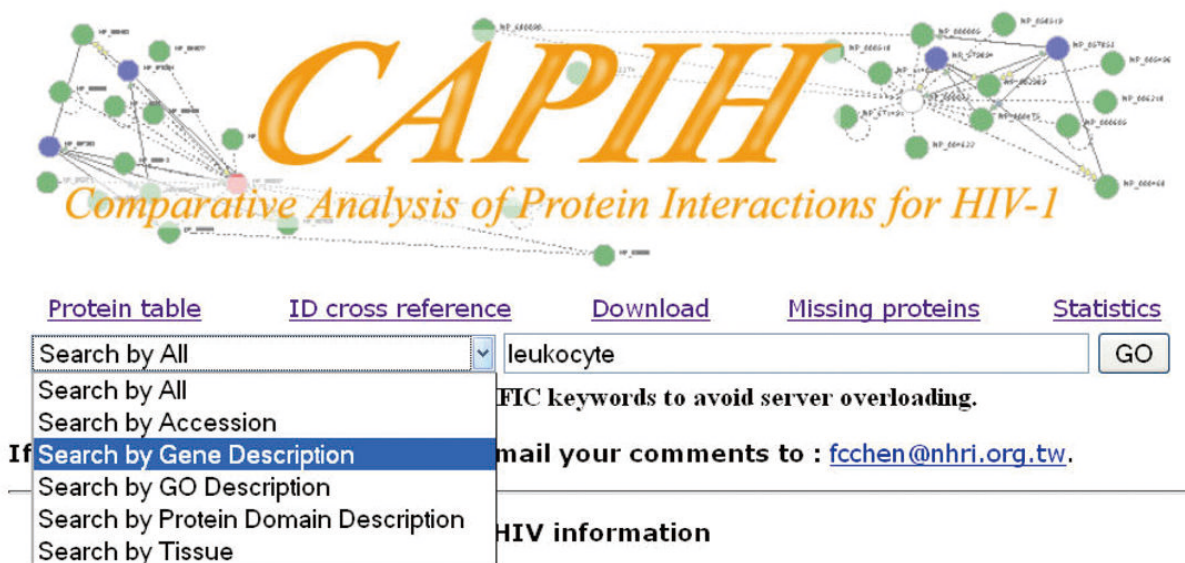 CAPIH
Comparative Analysis of Protein Interactions for HIV-1
Protein table ID cross reference Download Missing proteins Statistics
Search by All leukocyte GO
Search by All
FIC keywords to avoid server overloading.
Search by Accession
If Search by Gene Description mail your comments to : fcchen@nhri.org.tw.
Search by GO Description
Search by Protein Domain Description
HIV information
Search by Tissue